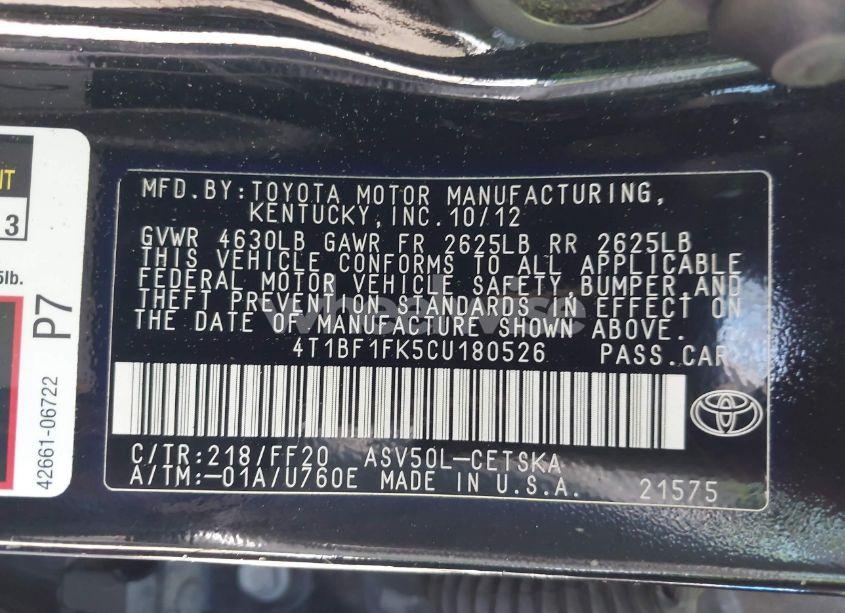 MFD.BY:TOYOTA MOTOR MANUFACTURING,
KENTUCKY, INC. 10/12
GVWR 4630LB GAWR FR 2625LB RR 2625LB
THIS VEHICLE CONFORMS TO ALL APPLICABLE
FEDERAL MOTOR VEHICLE SAFETY, BUMPER, AND
THEFT PREVENTION STANDARDS, IN EFFECT ON
THE DATE OF MANUFACTURE SHOWN ABOVE.
4T1BF1FK5CU180526 PASS.CAR
C/TR:218/FF20 ASV50L-CETSKA
A/TM:-01A/U760E MADE IN U.S.A. 21575
3
5lb.
P7
42661-06722